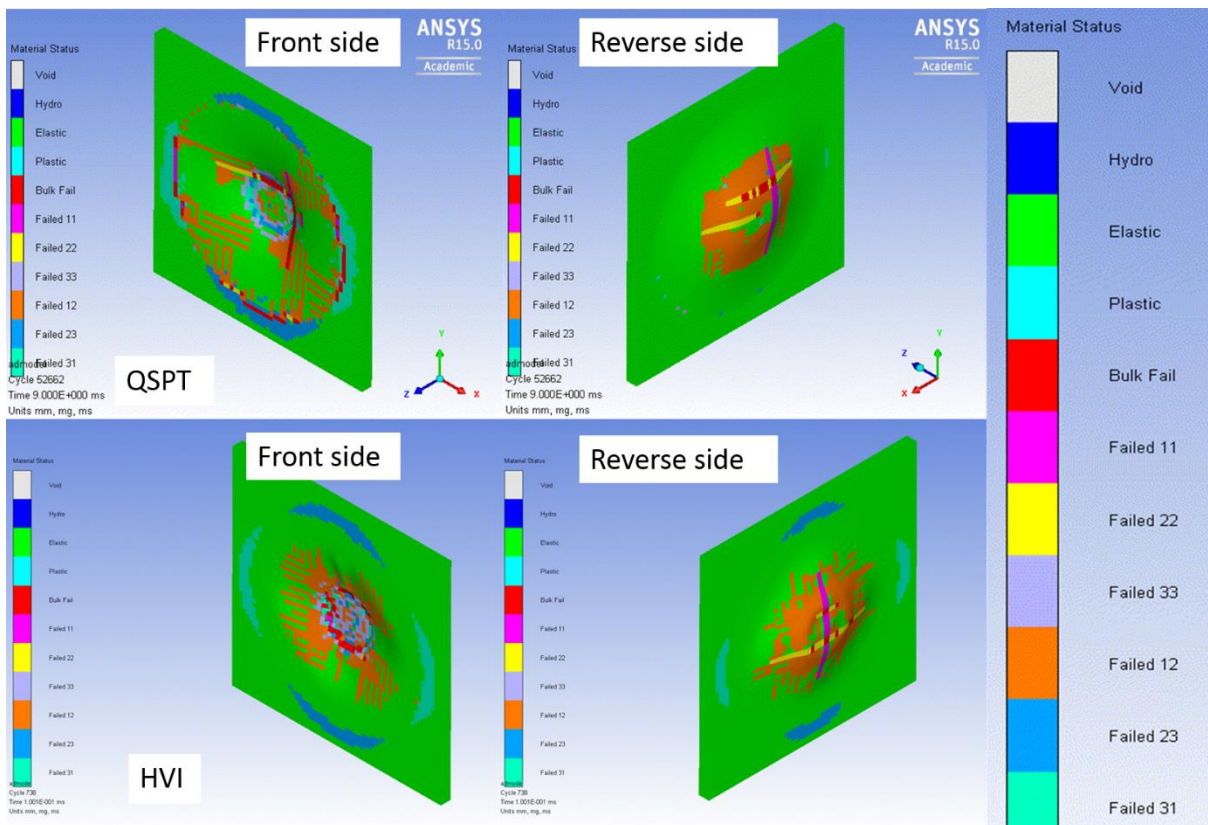 Front side
ANSYS
R15.0
Academic
Material Status
Void
Hydro
Elastic
Plastic
Bulk Fail
Failed 11
Failed 22
Failed 33
Failed 12
Failed 23
Failed 31
Cycle 52662
Time 9.000E+000 ms
Units mm, mg, ms
QSPT
Y
Z
X
Reverse side
ANSYS
R15.0
Academic
Material Status
Void
Hydro
Elastic
Plastic
Bulk Fail
Failed 11
Failed 22
Failed 33
Failed 12
Failed 23
Failed 31
admodel
Cycle 52662
Time 9.000E+000 ms
Units mm, mg, ms
Z
Y
X
Front side
Material Status
Void
Hydro
Elastic
Plastic
Bulk Fail
Failed 11
Failed 22
Failed 33
Failed 12
Failed 23
Failed 31
Cycle 738
Time 1.001E-001 ms
Units mm, mg, ms
HVI
Reverse side
Material Status
Void
Hydro
Elastic
Plastic
Bulk Fail
Failed 11
Failed 22
Failed 33
Failed 12
Failed 23
Failed 31
Cycle 738
Time 1.001E-001 ms
Units mm, mg, ms
Material Status
Void
Hydro
Elastic
Plastic
Bulk Fail
Failed 11
Failed 22
Failed 33
Failed 12
Failed 23
Failed 31